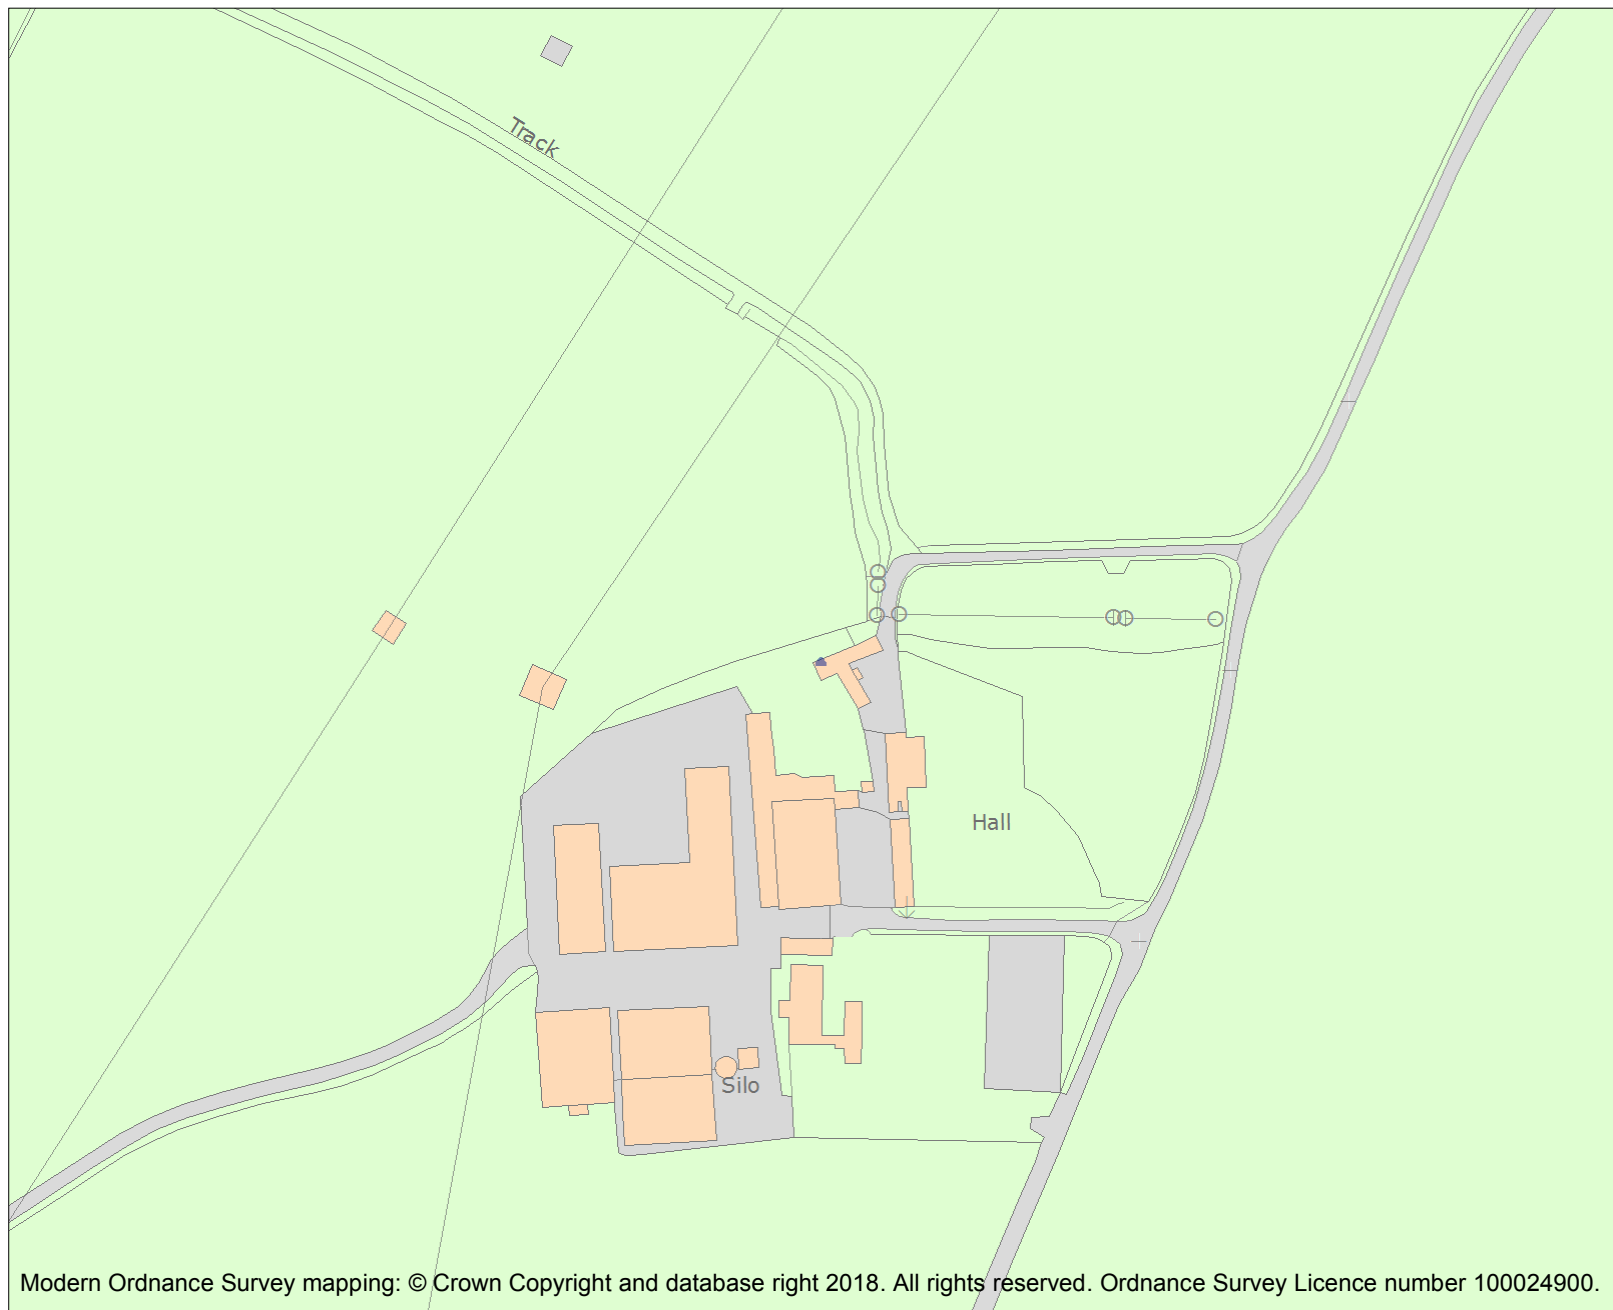 Track
Hall
Silo
Modern Ordnance Survey mapping: © Crown Copyright and database right 2018. All rights reserved. Ordnance Survey Licence number 100024900.